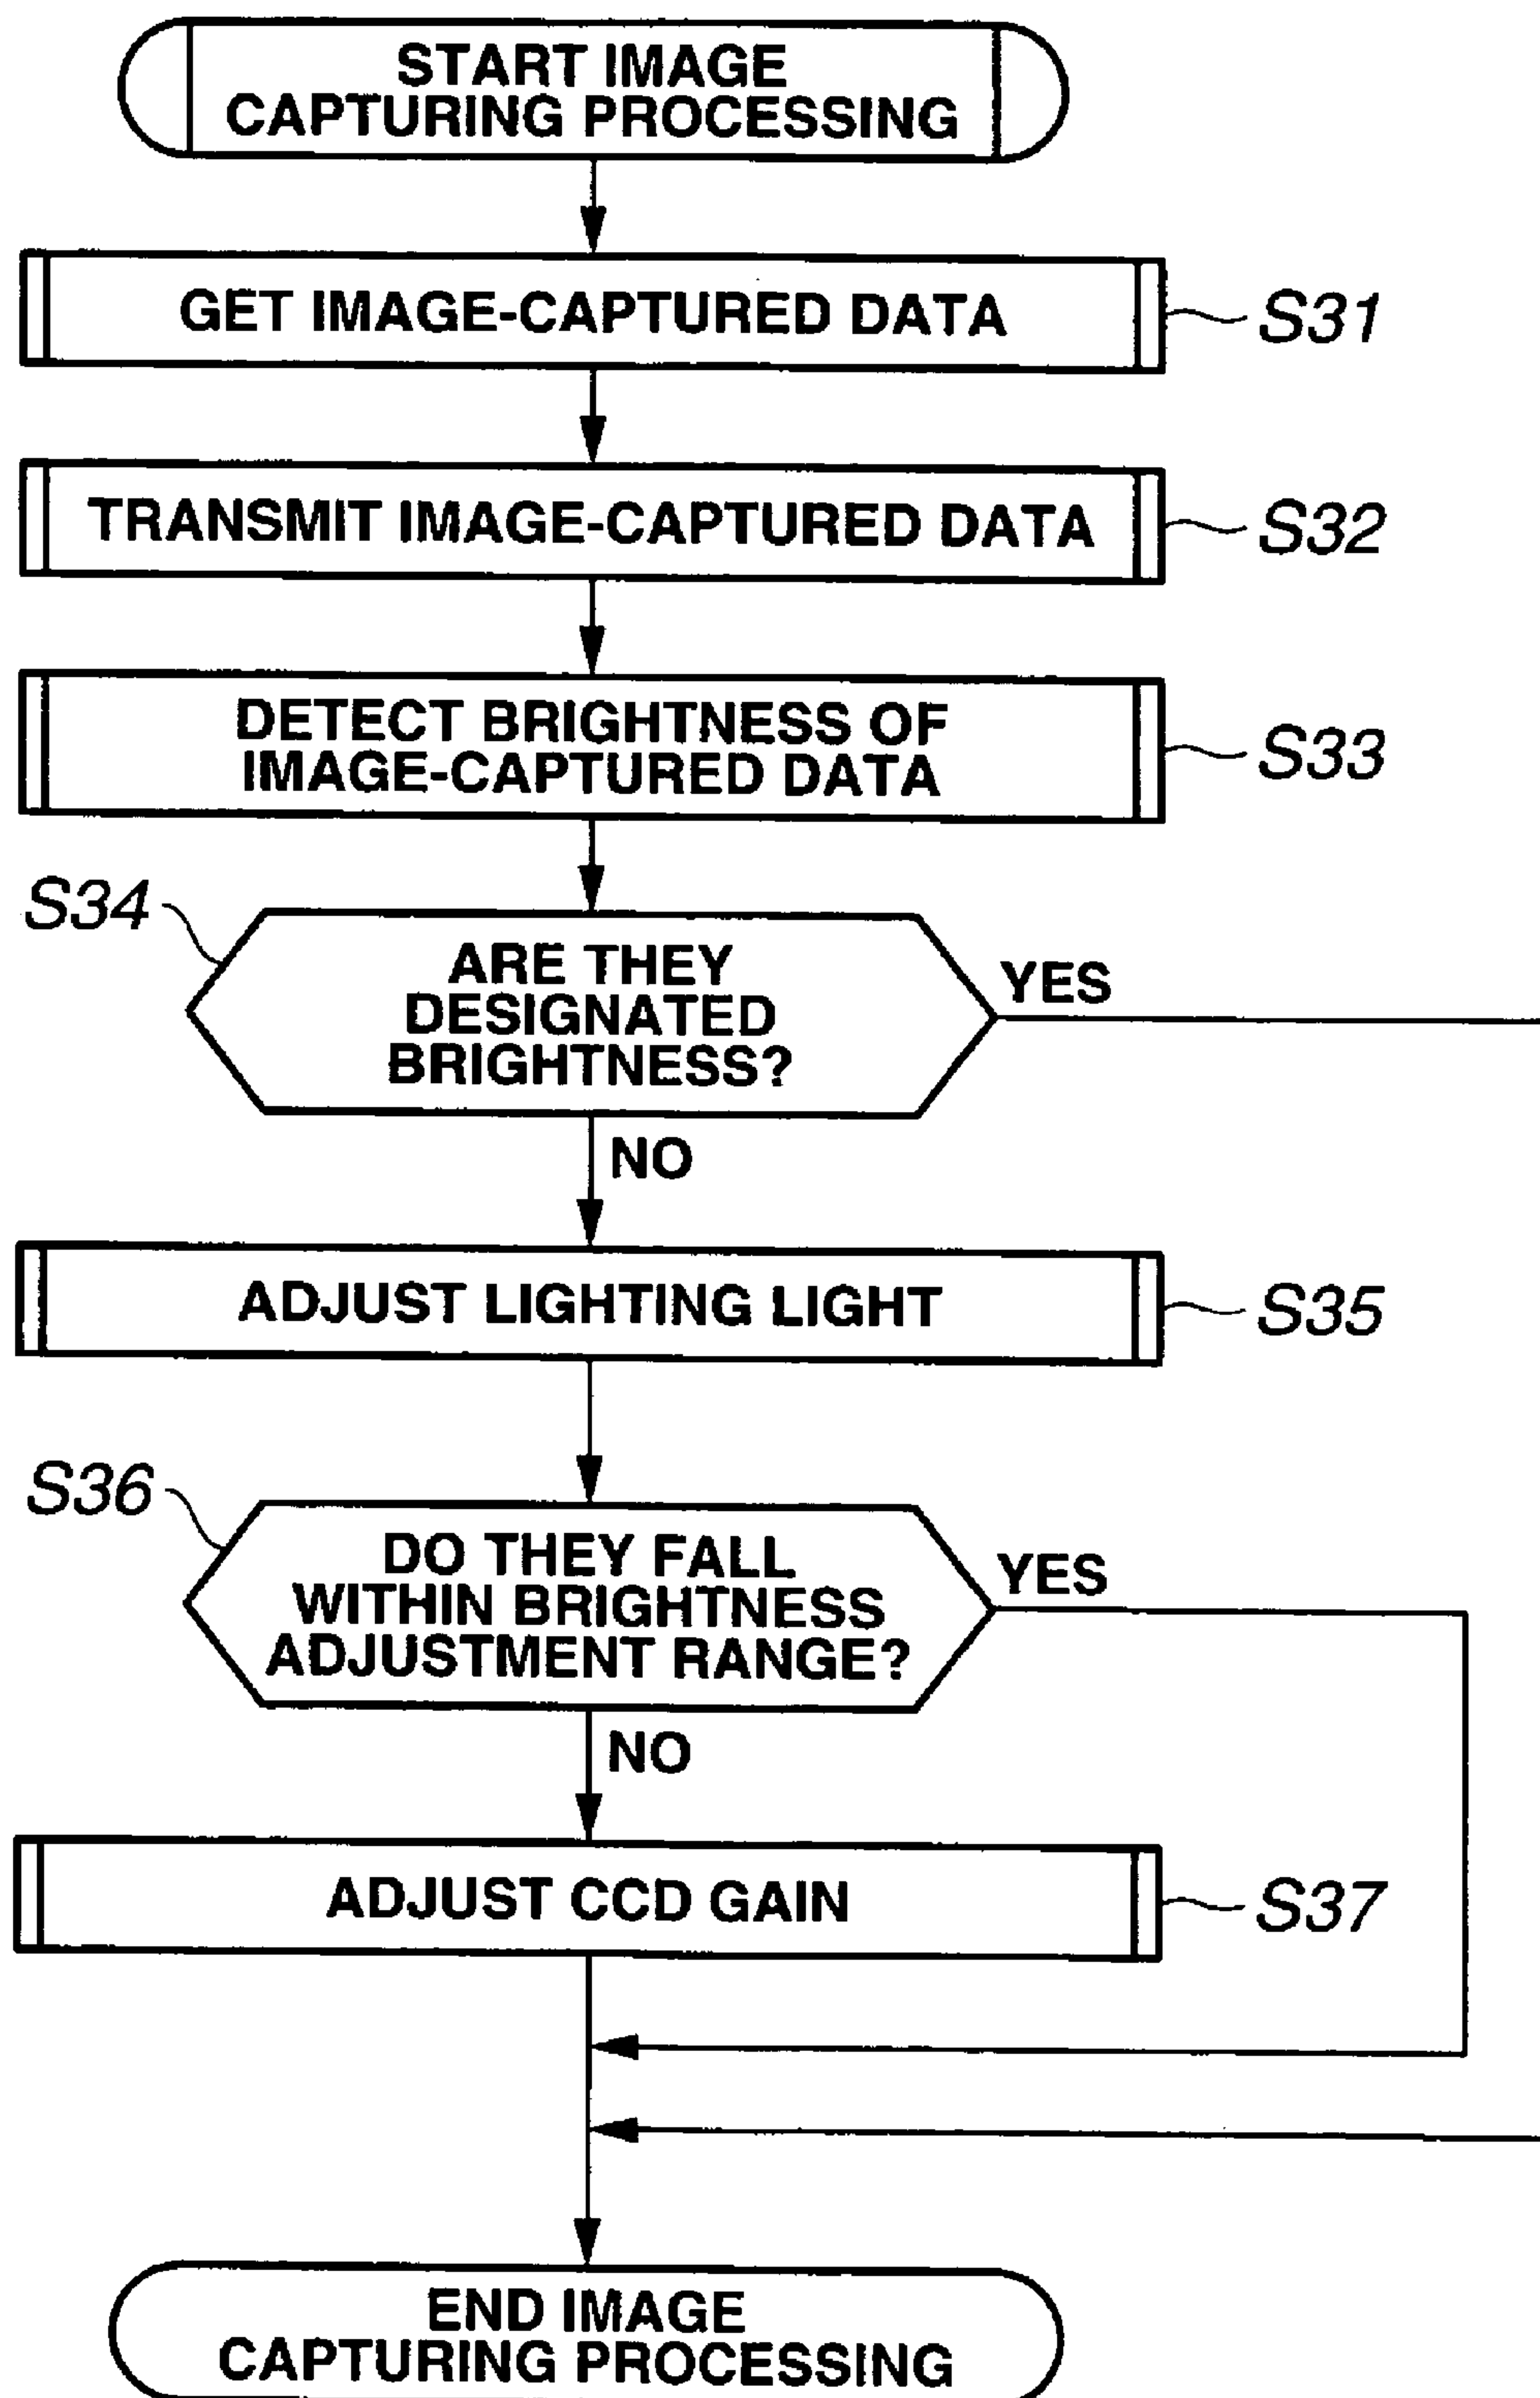 START IMAGE
CAPTURING PROCESSING
GET IMAGE-CAPTURED DATA
S31
TRANSMIT IMAGE-CAPTURED DATA
S32
DETECT BRIGHTNESS OF
IMAGE-CAPTURED DATA
S33
S34
ARE THEY
DESIGNATED
BRIGHTNESS?
YES
NO
ADJUST LIGHTING LIGHT
S35
S36
DO THEY FALL
WITHIN BRIGHTNESS
ADJUSTMENT RANGE?
YES
NO
ADJUST CCD GAIN
S37
END IMAGE
CAPTURING PROCESSING